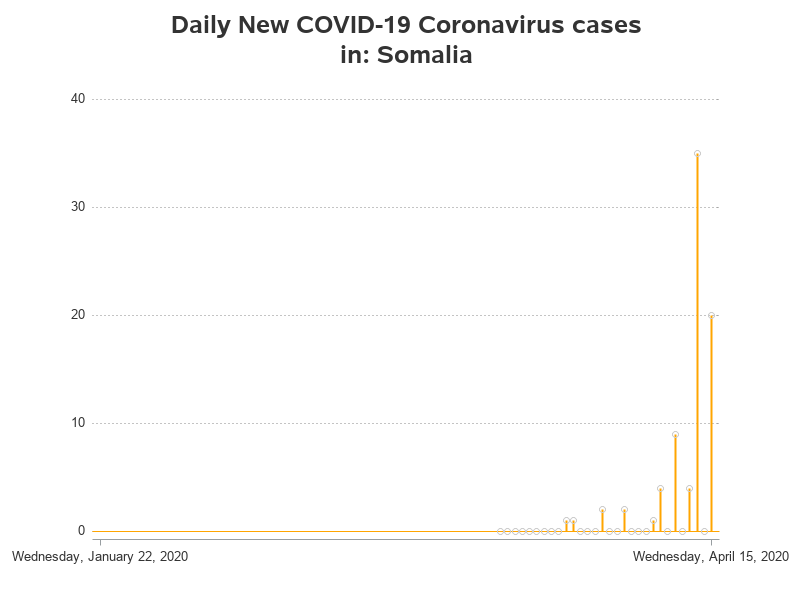 Daily New COVID-19 Coronavirus cases
in: Somalia
40
30
20
10
0
Wednesday, January 22, 2020
Wednesday, April 15, 2020